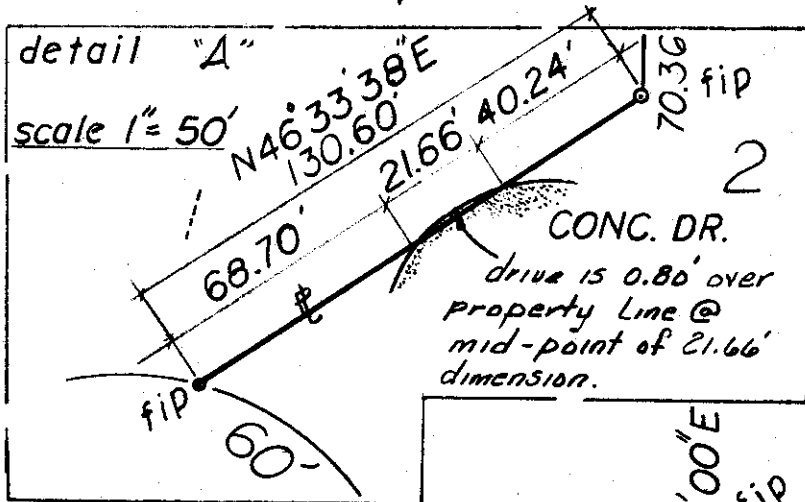 detail "A"
scale 1"= 50'
N46°33'38"E
130.60'
68.70'
21.66'
40.24'
70.36
fip
2
CONC. DR.
drive is 0.80' over
property Line @
mid-point of 21.66'
dimension.
℄
fip
60'
'00"E
fip